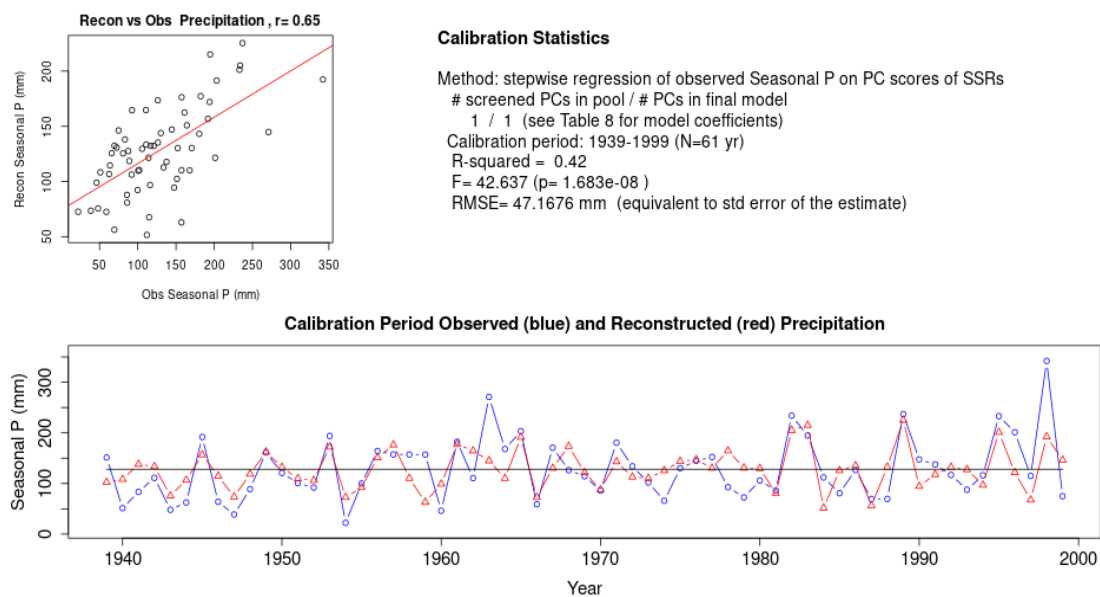 Recon vs Obs Precipitation , r= 0.65
Recon Seasonal P (mm)
200
150
100
50
50 100 150 200 250 300 350
Obs Seasonal P (mm)
Calibration Statistics
Method: stepwise regression of observed Seasonal P on PC scores of SSRs
# screened PCs in pool / # PCs in final model
1 / 1 (see Table 8 for model coefficients)
Calibration period: 1939-1999 (N=61 yr)
R-squared = 0.42
F= 42.637 (p= 1.683e-08 )
RMSE= 47.1676 mm (equivalent to std error of the estimate)
Calibration Period Observed (blue) and Reconstructed (red) Precipitation
Seasonal P (mm)
300
200
100
0
1940 1950 1960 1970 1980 1990 2000
Year